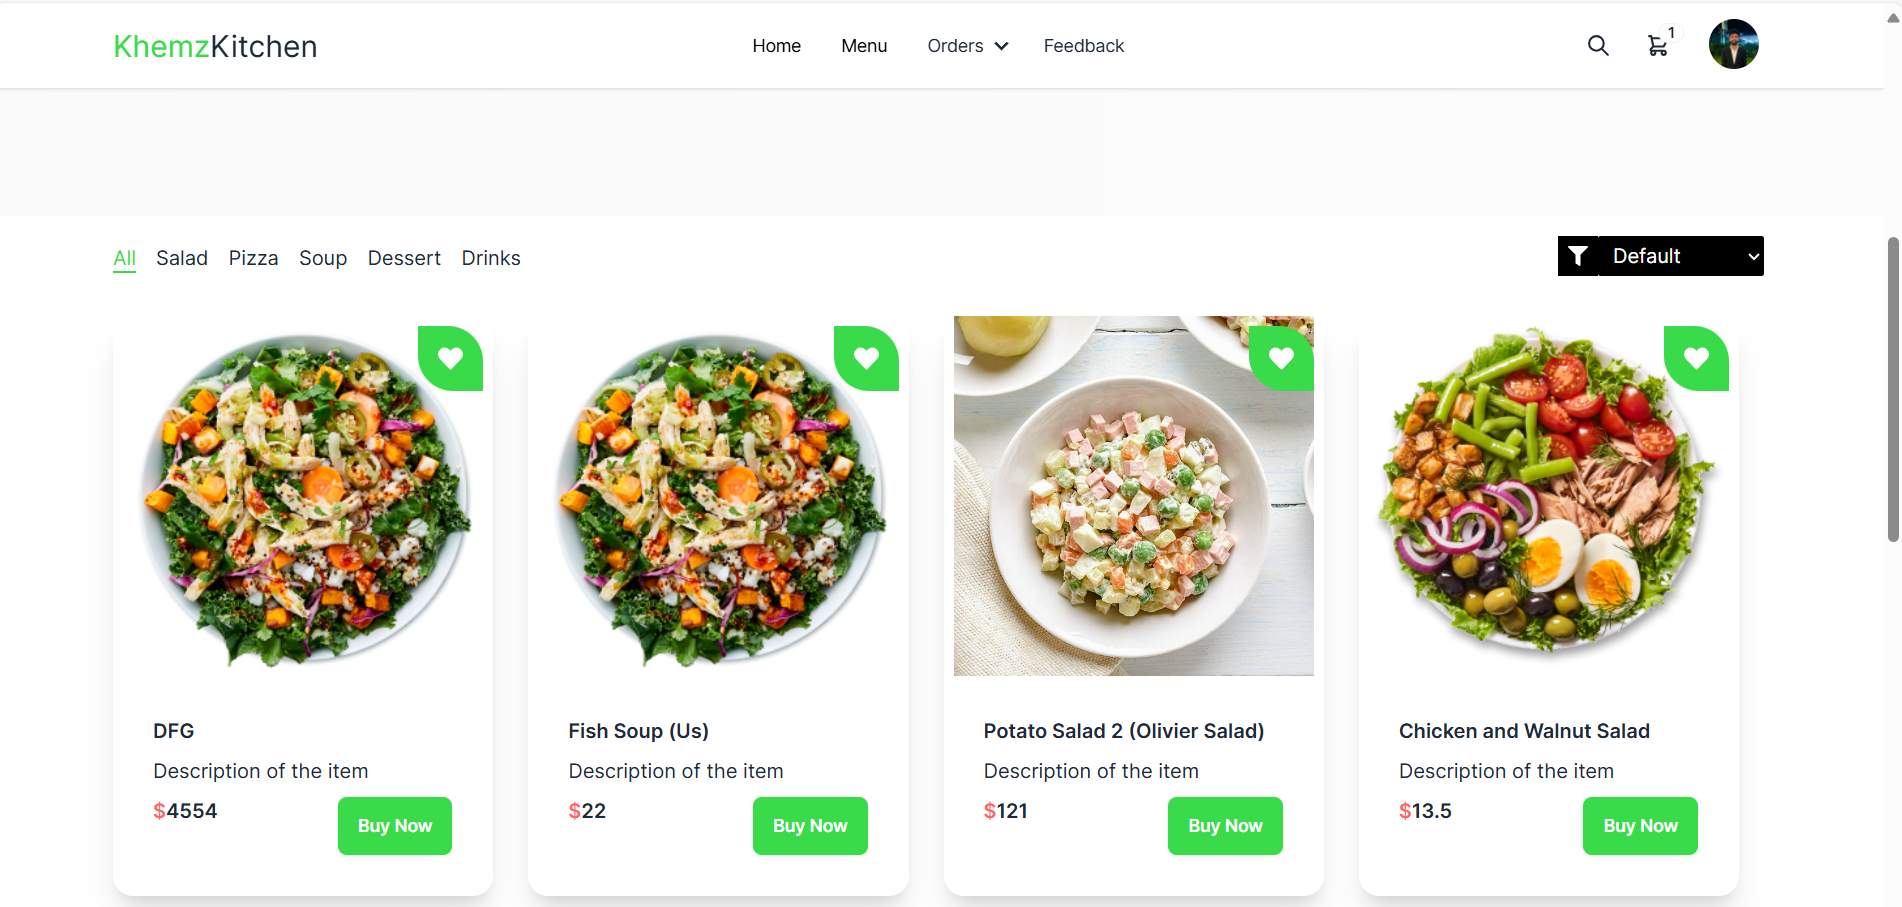 KhemzKitchen
Home Menu Orders Feedback
1
All Salad Pizza Soup Dessert Drinks
Default
DFG
Description of the item
$4554
Buy Now
Fish Soup (Us)
Description of the item
$22
Buy Now
Potato Salad 2 (Olivier Salad)
Description of the item
$121
Buy Now
Chicken and Walnut Salad
Description of the item
$13.5
Buy Now